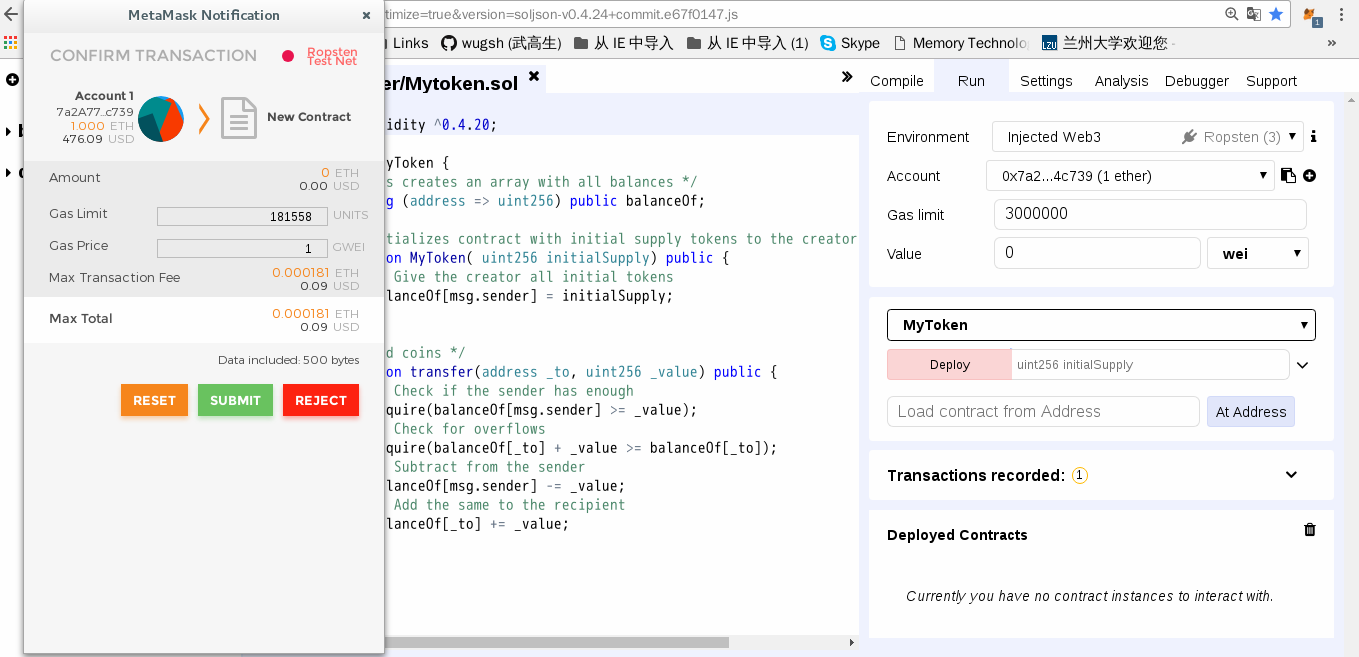 MetaMask Notification
CONFIRM TRANSACTION
Ropsten
Test Net
Account 1
7a2A77...c739
1.000 ETH
476.09 USD
New Contract
Amount
0 ETH
0.00 USD
Gas Limit
181558 UNITS
Gas Price
1 GWEI
Max Transaction Fee
0.000181 ETH
0.09 USD
Max Total
0.000181 ETH
0.09 USD
Data included: 500 bytes
RESET SUBMIT REJECT
timize=true&version=soljson-v0.4.24+commit.e67f0147.js
1
Links wugsh (武高生) 从 IE 中导入 从 IE 中导入 (1) Skype Memory Technolo LZU 兰州大学欢迎您 - »
er/Mytoken.sol
idity ^0.4.20;
yToken {
s creates an array with all balances */
g (address => uint256) public balanceOf;
tializes contract with initial supply tokens to the creator
on MyToken( uint256 initialSupply) public {
Give the creator all initial tokens
lanceOf[msg.sender] = initialSupply;
d coins */
on transfer(address _to, uint256 _value) public {
Check if the sender has enough
quire(balanceOf[msg.sender] >= _value);
Check for overflows
quire(balanceOf[_to] + _value >= balanceOf[_to]);
Subtract from the sender
lanceOf[msg.sender] -= _value;
Add the same to the recipient
lanceOf[_to] += _value;
Compile Run Settings Analysis Debugger Support
Environment Injected Web3 Ropsten (3)
Account 0x7a2...4c739 (1 ether)
Gas limit 3000000
Value 0 wei
MyToken
Deploy uint256 initialSupply
Load contract from Address At Address
Transactions recorded: 1
Deployed Contracts
Currently you have no contract instances to interact with.